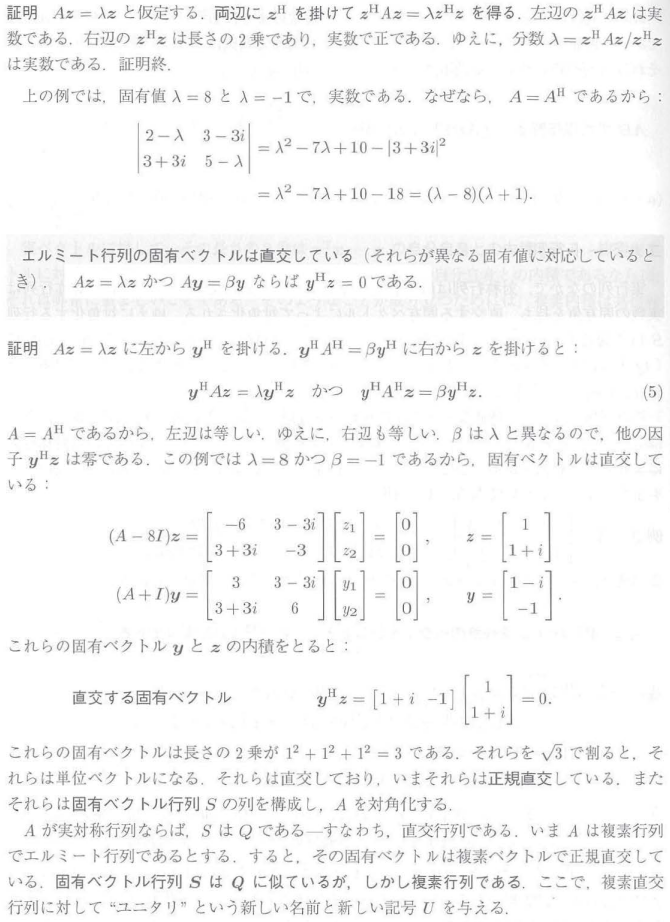 証明　Az = λz と仮定する．両辺に zᴴ を掛けて zᴴAz = λzᴴz を得る．左辺の zᴴAz は実
数である．右辺の zᴴz は長さの 2 乗であり，実数で正である．ゆえに，分数 λ = zᴴAz/zᴴz
は実数である．証明終．
上の例では，固有値 λ = 8 と λ = −1 で，実数である．なぜなら，A = Aᴴ であるから：
| 2 − λ　3 − 3i |
| 3 + 3i　5 − λ | = λ² − 7λ + 10 − |3 + 3i|²
= λ² − 7λ + 10 − 18 = (λ − 8)(λ + 1).
エルミート行列の固有ベクトルは直交している（それらが異なる固有値に対応していると
き）．　Az = λz かつ Ay = βy ならば yᴴz = 0 である．
証明　Az = λz に左から yᴴ を掛ける．yᴴAᴴ = βyᴴ に右から z を掛けると：
yᴴAz = λyᴴz　かつ　yᴴAᴴz = βyᴴz.　(5)
A = Aᴴ であるから，左辺は等しい．ゆえに，右辺も等しい．β は λ と異なるので，他の因
子 yᴴz は零である．この例では λ = 8 かつ β = −1 であるから，固有ベクトルは直交して
いる：
(A − 8I)z = [−6　3 − 3i; 3 + 3i　−3] [z₁; z₂] = [0; 0],　z = [1; 1 + i]
(A + I)y = [3　3 − 3i; 3 + 3i　6] [y₁; y₂] = [0; 0],　y = [1 − i; −1].
これらの固有ベクトル y と z の内積をとると：
直交する固有ベクトル　yᴴz = [1 + i　−1] [1; 1 + i] = 0.
これらの固有ベクトルは長さの 2 乗が 1² + 1² + 1² = 3 である．それらを √3 で割ると，そ
れらは単位ベクトルになる．それらは直交しており，いまそれらは正規直交している．また
それらは固有ベクトル行列 S の列を構成し，A を対角化する．
A が実対称行列ならば，S は Q である—すなわち，直交行列である．いま A は複素行列
でエルミート行列であるとする．すると，その固有ベクトルは複素ベクトルで正規直交して
いる．固有ベクトル行列 S は Q に似ているが，しかし複素行列である．ここで，複素直交
行列に対して “ユニタリ” という新しい名前と新しい記号 U を与える．